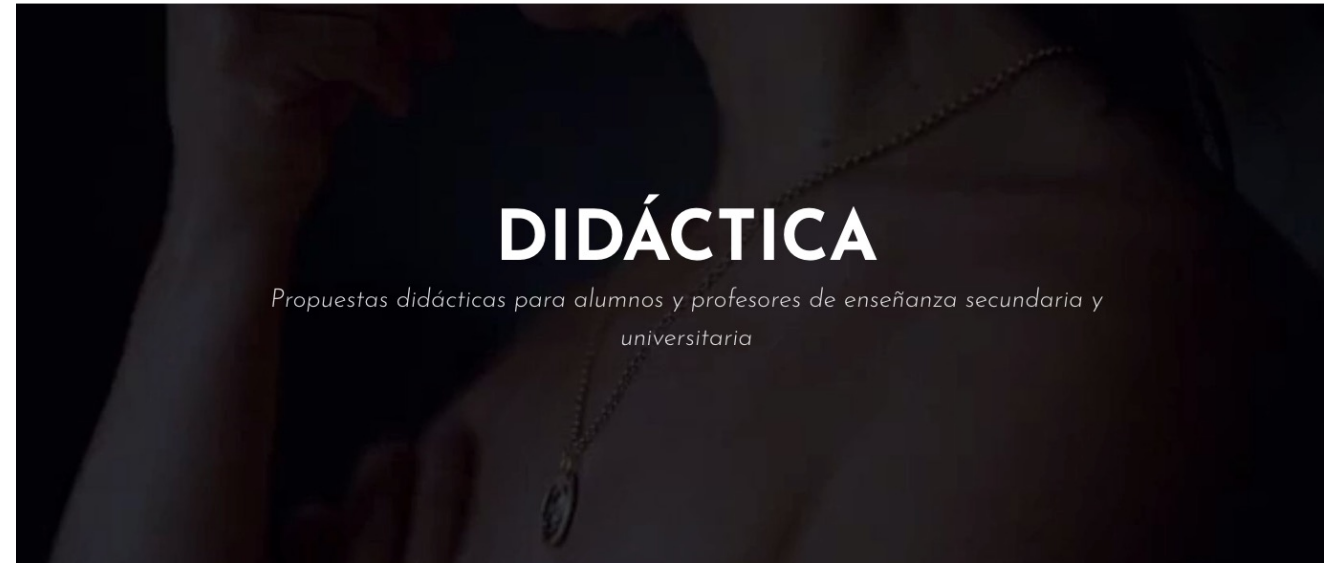 DIDÁCTICA
Propuestas didácticas para alumnos y profesores de enseñanza secundaria y
universitaria